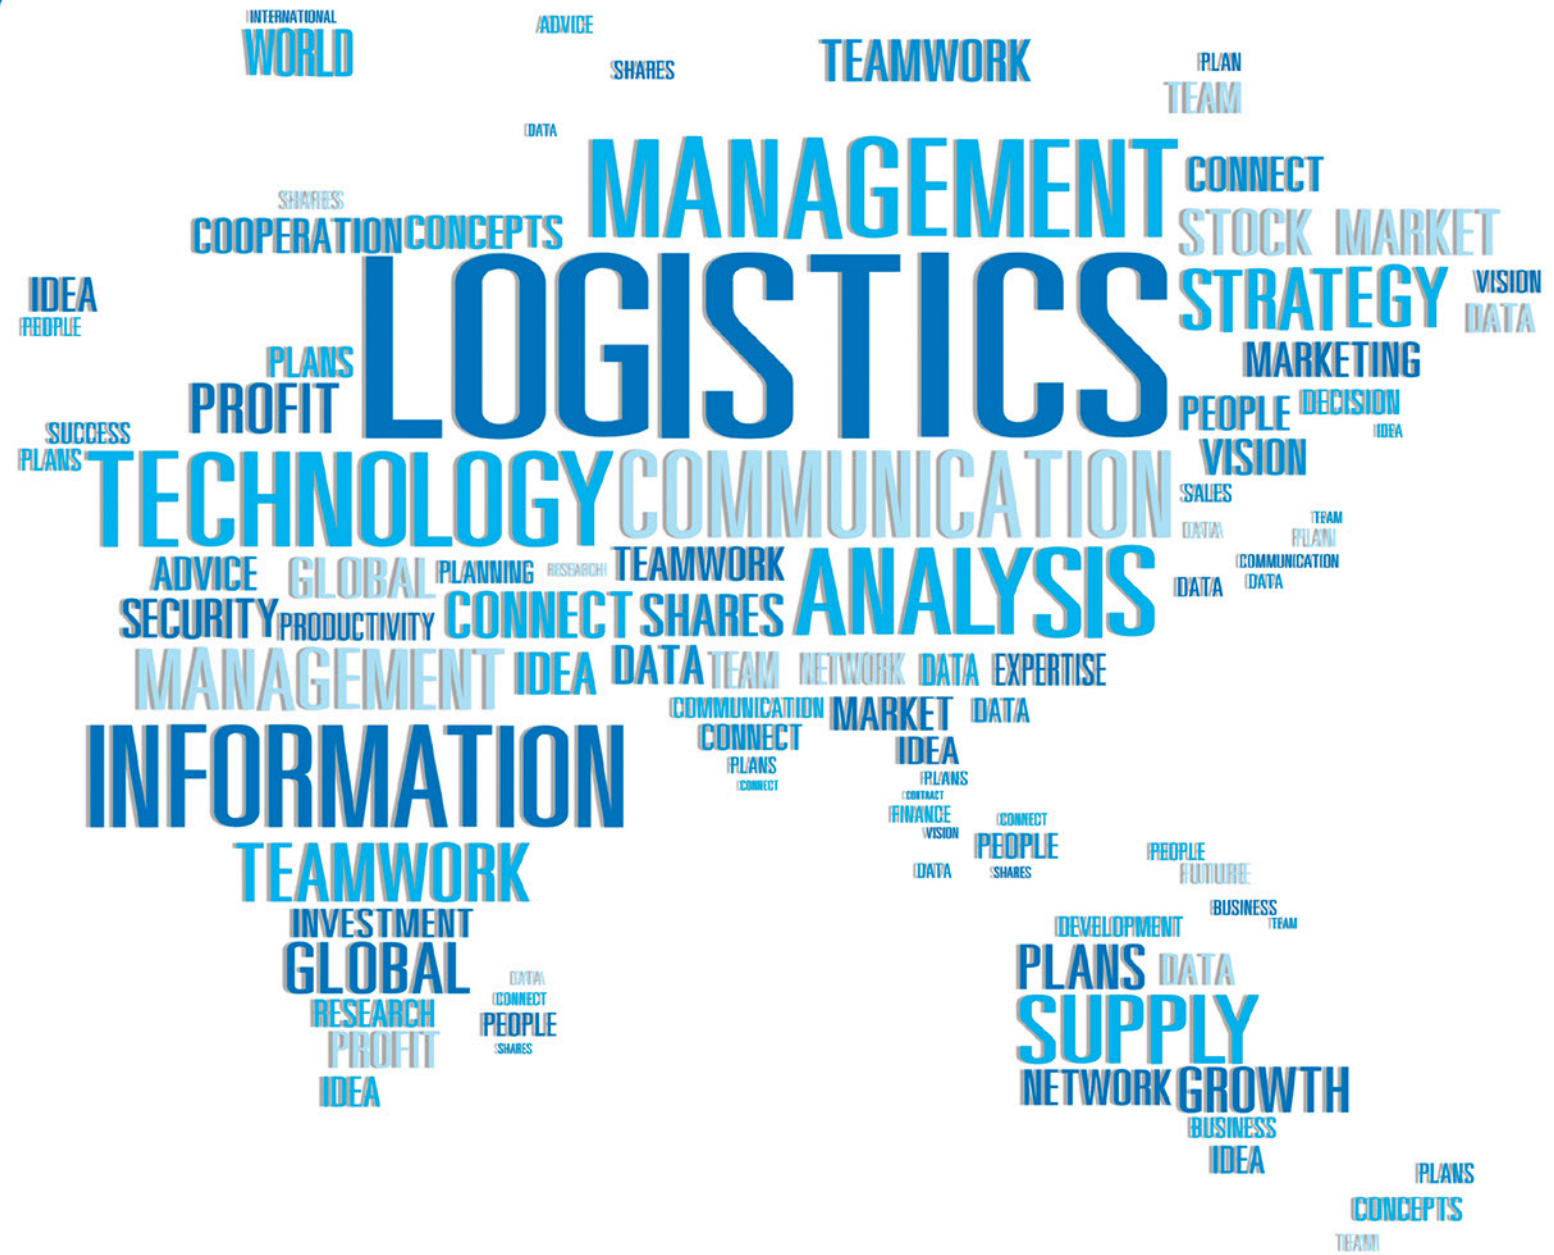 INTERNATIONAL
WORLD
ADVICE
SHARES
TEAMWORK
PLAN
TEAM
DATA
MANAGEMENT
CONNECT
SHARES
COOPERATION CONCEPTS
STOCK MARKET
LOGISTICS
STRATEGY
VISION
IDEA
PEOPLE
DATA
PLANS
MARKETING
PROFIT
PEOPLE DECISION
IDEA
SUCCESS
PLANS
VISION
TECHNOLOGY COMMUNICATION
SALES
DATA
TEAM
PLAN
ADVICE GLOBAL PLANNING RESEARCH TEAMWORK
ANALYSIS
COMMUNICATION
DATA
DATA
SECURITY PRODUCTIVITY CONNECT SHARES
MANAGEMENT IDEA DATA TEAM NETWORK DATA EXPERTISE
COMMUNICATION MARKET DATA
INFORMATION
CONNECT
IDEA
PLANS
PLANS
CONNECT
CONTRACT
FINANCE
CONNECT
VISION
PEOPLE
DATA
SHARES
PEOPLE
FUTURE
TEAMWORK
BUSINESS
TEAM
INVESTMENT
DEVELOPMENT
GLOBAL
PLANS DATA
DATA
CONNECT
RESEARCH
PEOPLE
SUPPLY
PROFIT
SHARES
IDEA
NETWORK GROWTH
BUSINESS
IDEA
PLANS
CONCEPTS
TEAM